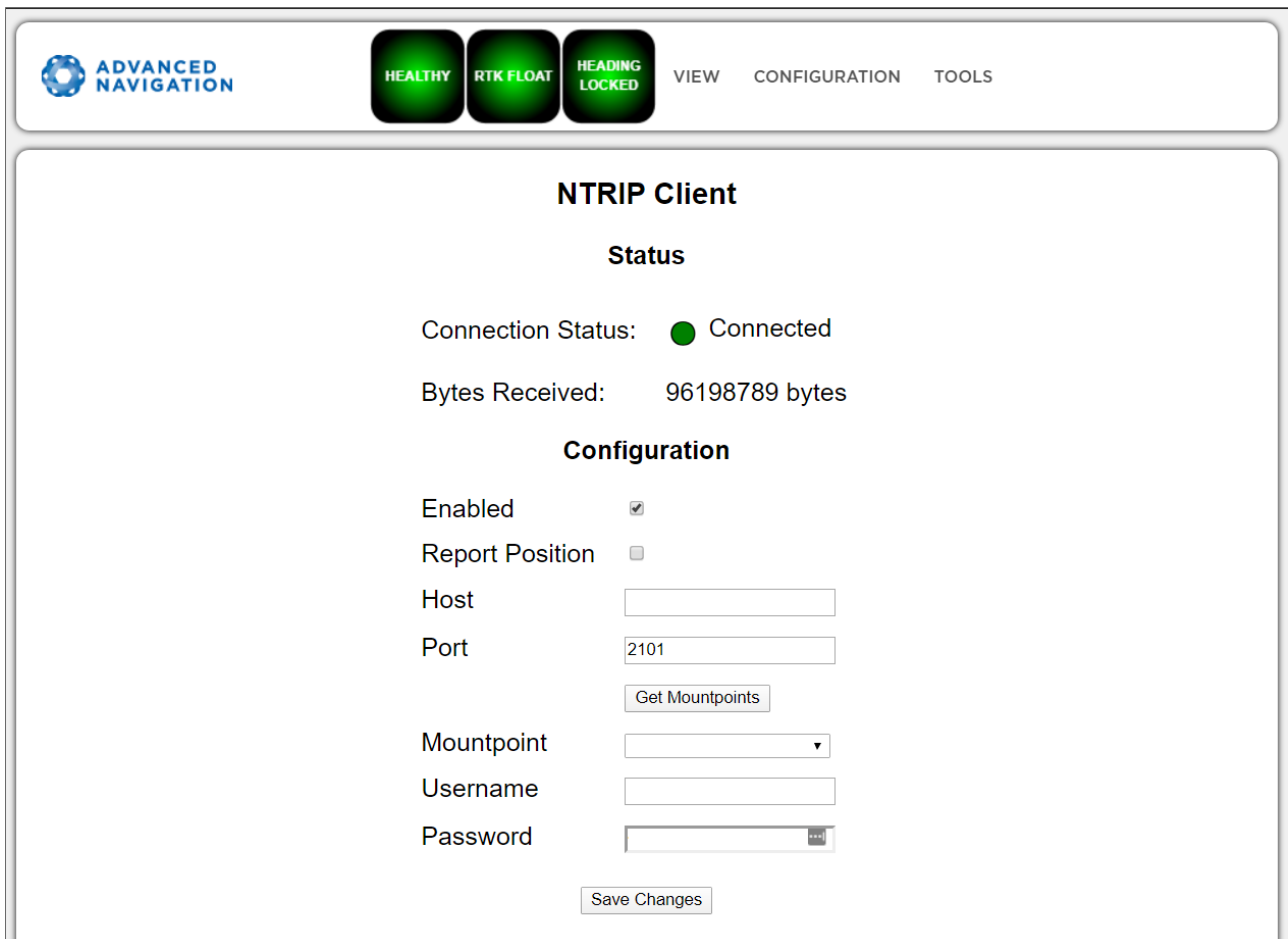 ADVANCED
NAVIGATION
HEALTHY
RTK FLOAT
HEADING
LOCKED
VIEW CONFIGURATION TOOLS
NTRIP Client
Status
Connection Status: Connected
Bytes Received: 96198789 bytes
Configuration
Enabled
Report Position
Host
Port 2101
Get Mountpoints
Mountpoint
Username
Password
Save Changes